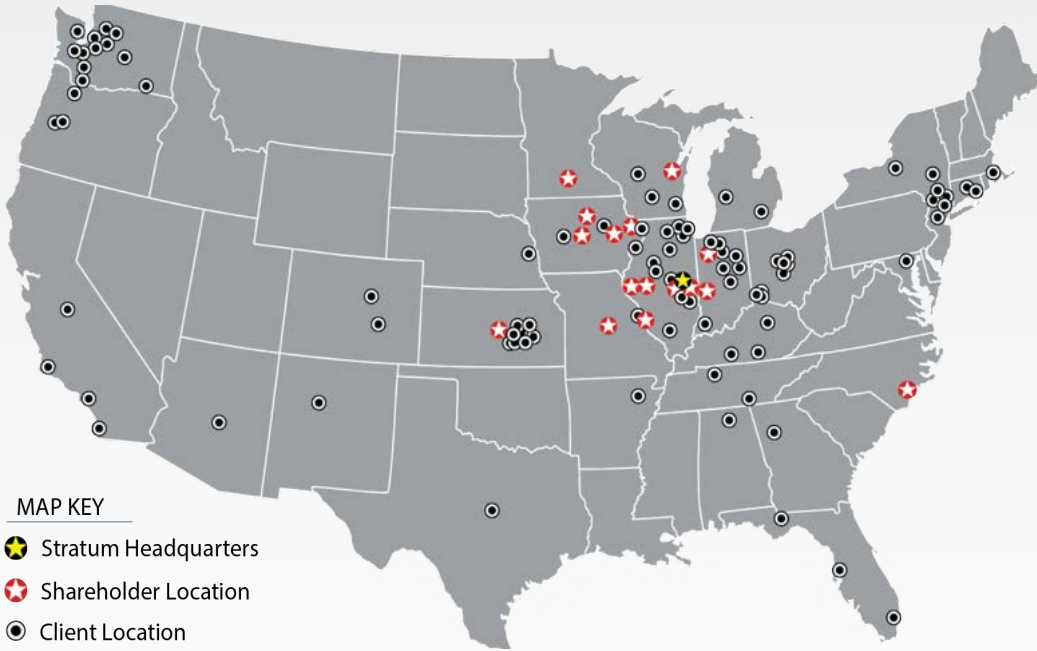 MAP KEY
Stratum Headquarters
Shareholder Location
Client Location